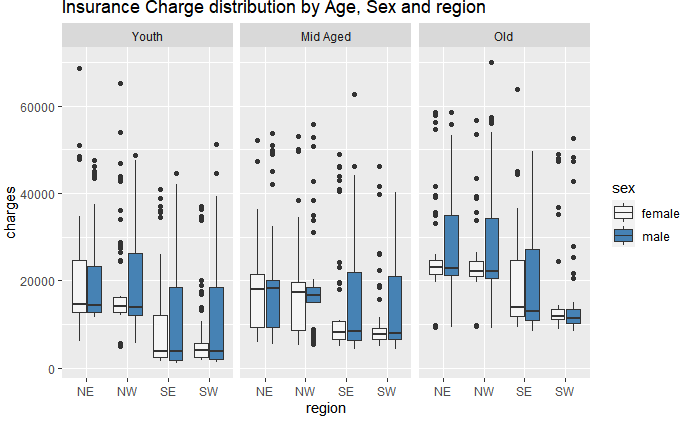 Insurance Charge distribution by Age, Sex and region
Youth
Mid Aged
Old
charges
60000
40000
20000
0
NE NW SE SW
NE NW SE SW
NE NW SE SW
region
sex
female
male